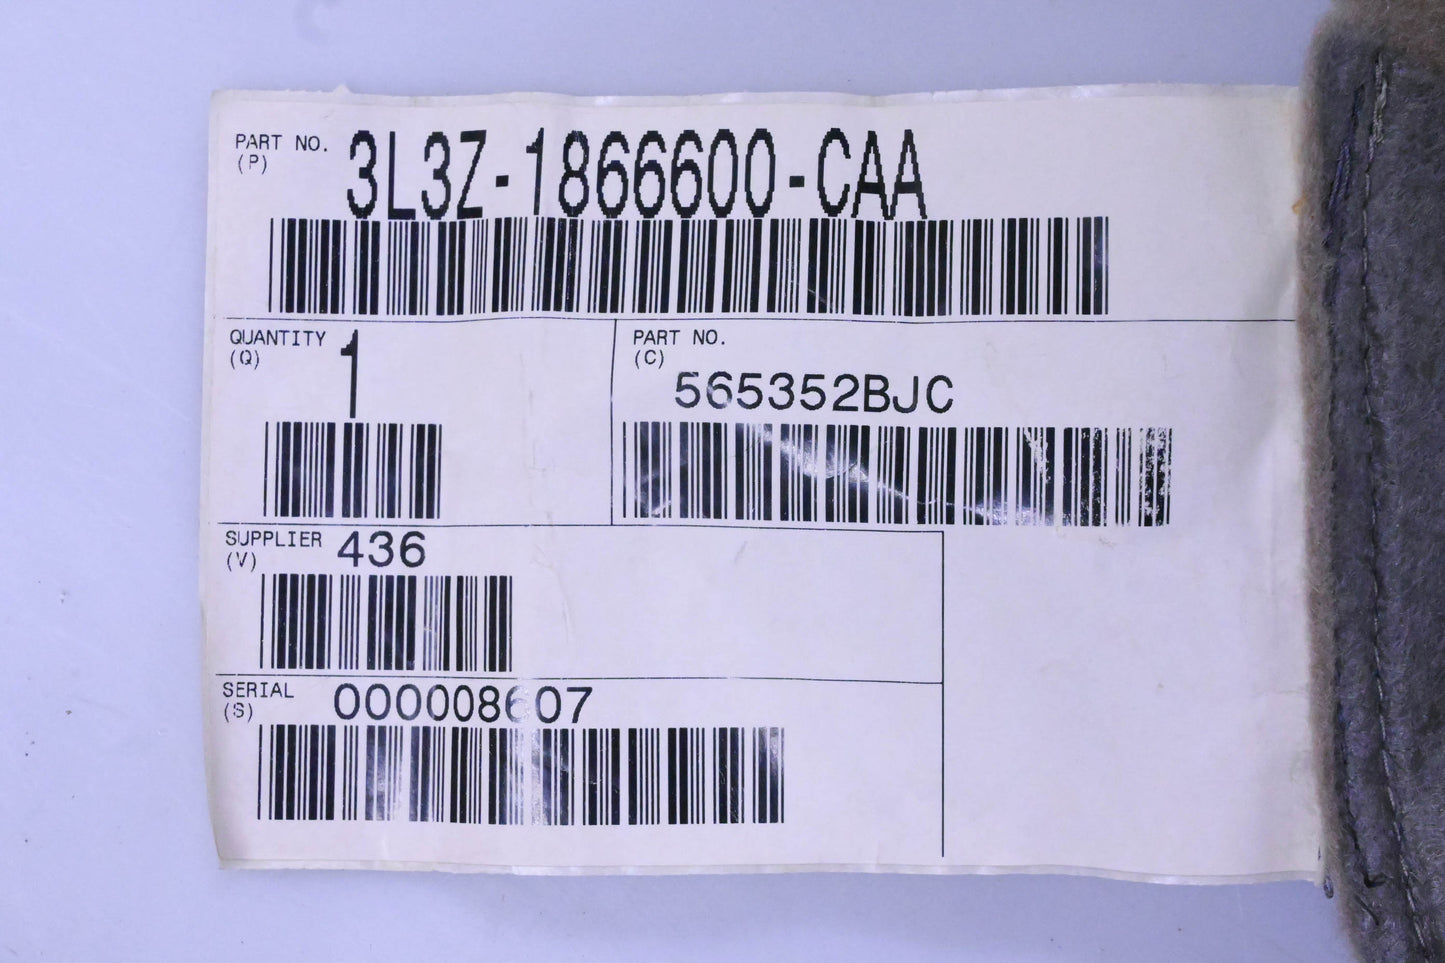 PART NO. 3L3Z-1866600-CAA
(P)
QUANTITY 1
(Q)
PART NO.
(C)
565352BJC
SUPPLIER 436
(V)
SERIAL 000008607
(S)